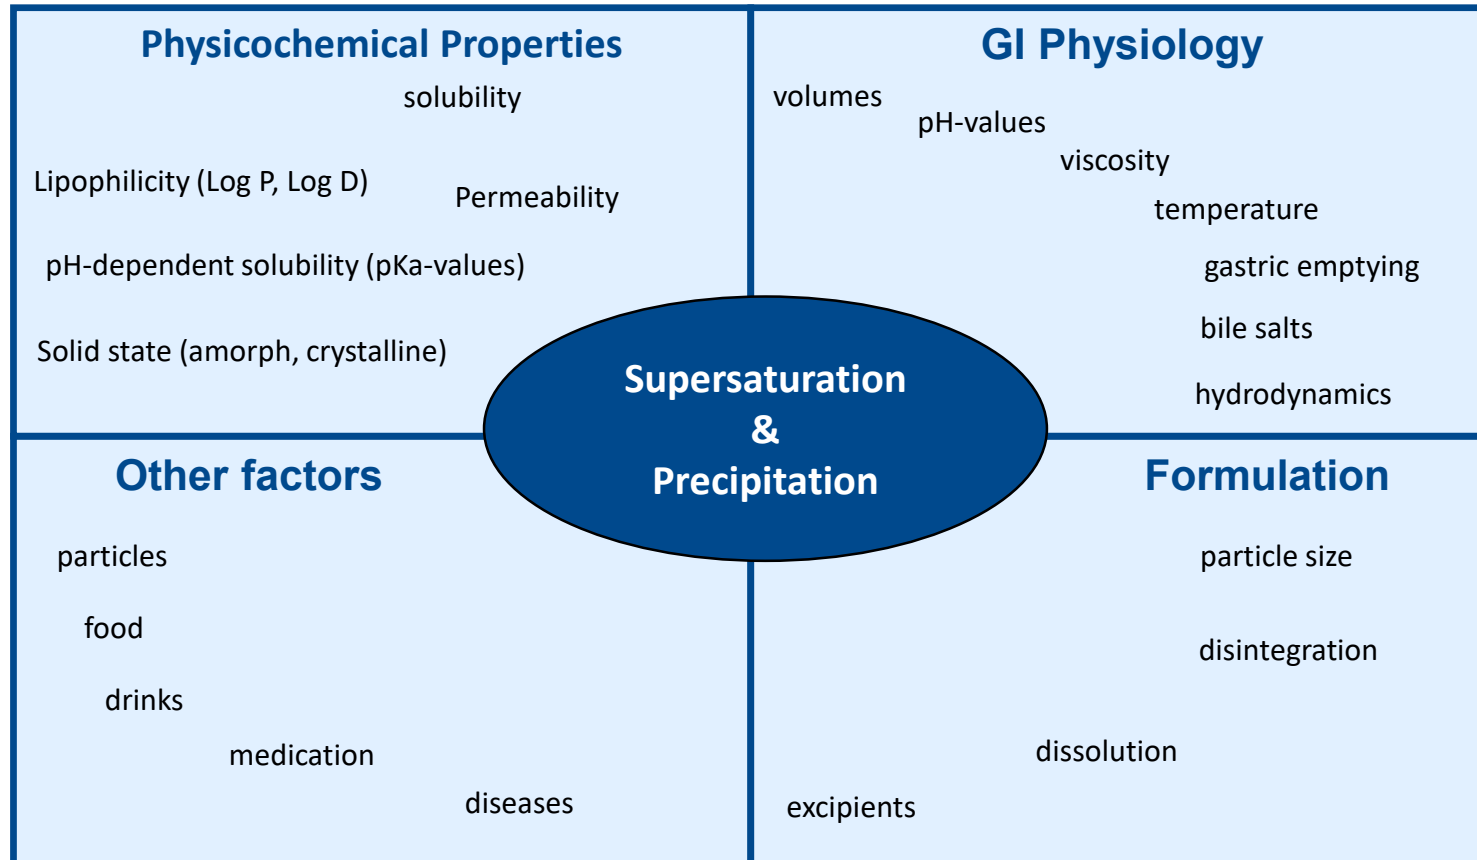 Physicochemical Properties
solubility
Lipophilicity (Log P, Log D)
Permeability
pH-dependent solubility (pKa-values)
Solid state (amorph, crystalline)
GI Physiology
volumes
pH-values
viscosity
temperature
gastric emptying
bile salts
hydrodynamics
Supersaturation
&
Precipitation
Other factors
particles
food
drinks
medication
diseases
Formulation
particle size
disintegration
dissolution
excipients